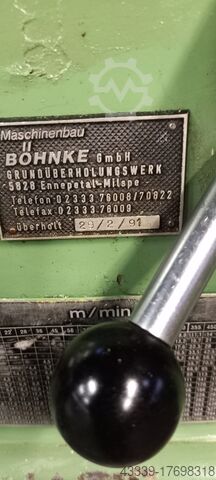 Maschinenbau
BÖHNKE GmbH
GRUNDÜBERHOLUNGSWERK
5828 Ennepetal-Milspe
Telefon: 02333.76008/70822
Telefax: 02333.76009
überholt 29/2/91
m/min
43339-17698318